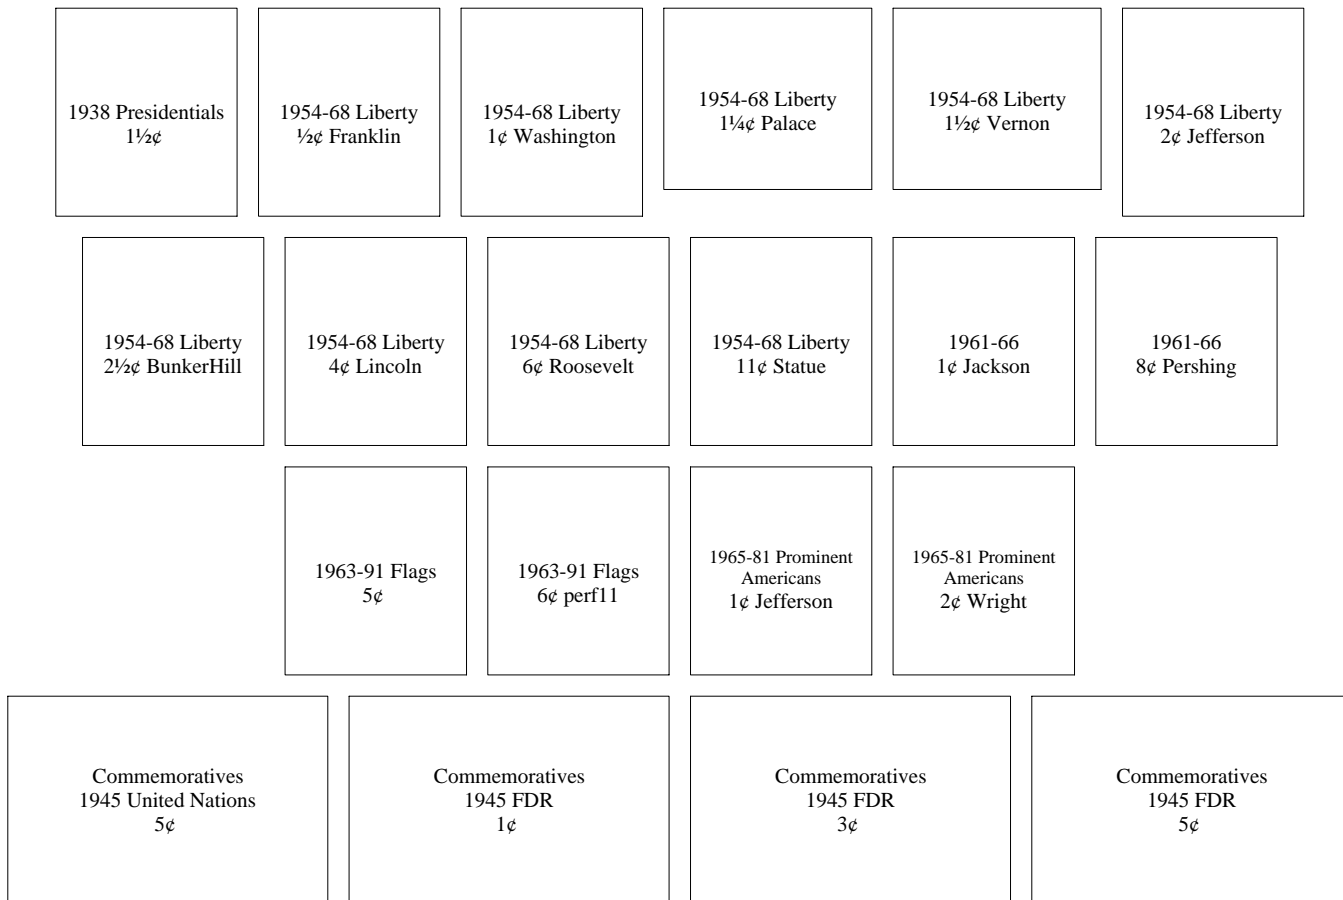 1938 Presidentials
1½¢
1954-68 Liberty
½¢ Franklin
1954-68 Liberty
1¢ Washington
1954-68 Liberty
1¼¢ Palace
1954-68 Liberty
1½¢ Vernon
1954-68 Liberty
2¢ Jefferson
1954-68 Liberty
2½¢ BunkerHill
1954-68 Liberty
4¢ Lincoln
1954-68 Liberty
6¢ Roosevelt
1954-68 Liberty
11¢ Statue
1961-66
1¢ Jackson
1961-66
8¢ Pershing
1963-91 Flags
5¢
1963-91 Flags
6¢ perf11
1965-81 Prominent
Americans
1¢ Jefferson
1965-81 Prominent
Americans
2¢ Wright
Commemoratives
1945 United Nations
5¢
Commemoratives
1945 FDR
1¢
Commemoratives
1945 FDR
3¢
Commemoratives
1945 FDR
5¢